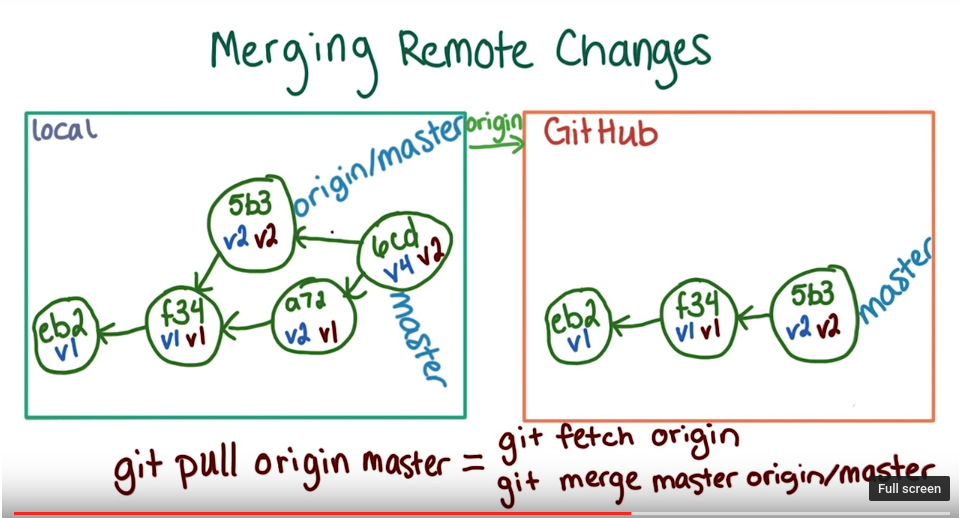 Merging Remote Changes
local
origin/master
origin
GitHub
5b3
v2 v2
6cd
v4 v2
master
eb2
v1
f34
v1 v1
a72
v2 v1
master
eb2
v1
f34
v1 v1
5b3
v2 v2
git pull origin master =
git fetch origin
git merge master origin/master
Full screen